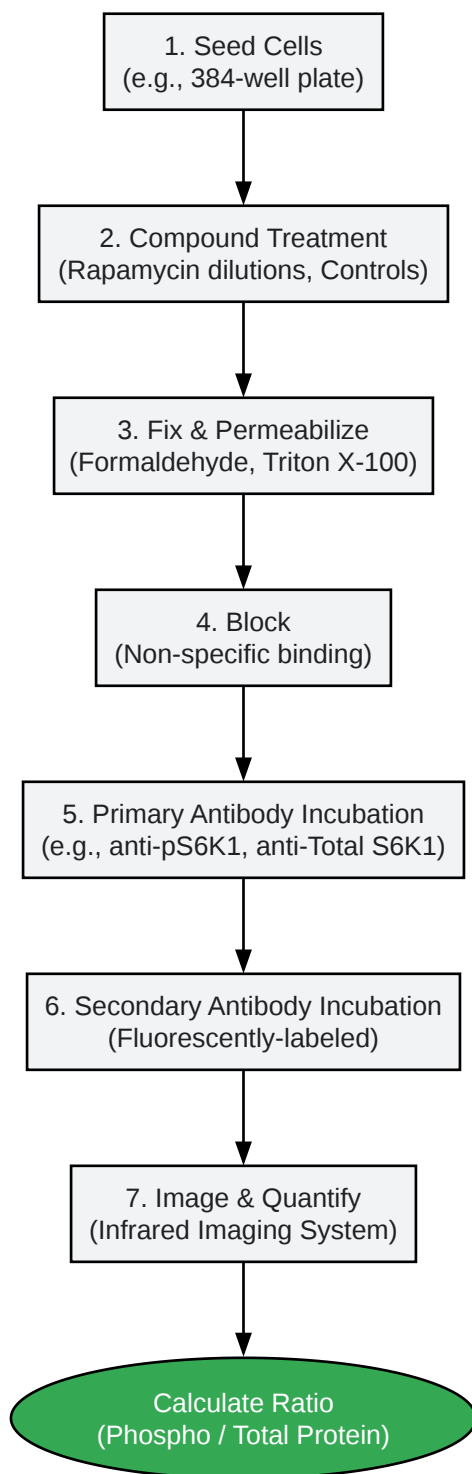 1. Seed Cells
(e.g., 384-well plate)
2. Compound Treatment
(Rapamycin dilutions, Controls)
3. Fix & Permeabilize
(Formaldehyde, Triton X-100)
4. Block
(Non-specific binding)
5. Primary Antibody Incubation
(e.g., anti-pS6K1, anti-Total S6K1)
6. Secondary Antibody Incubation
(Fluorescently-labeled)
7. Image & Quantify
(Infrared Imaging System)
Calculate Ratio
(Phospho / Total Protein)